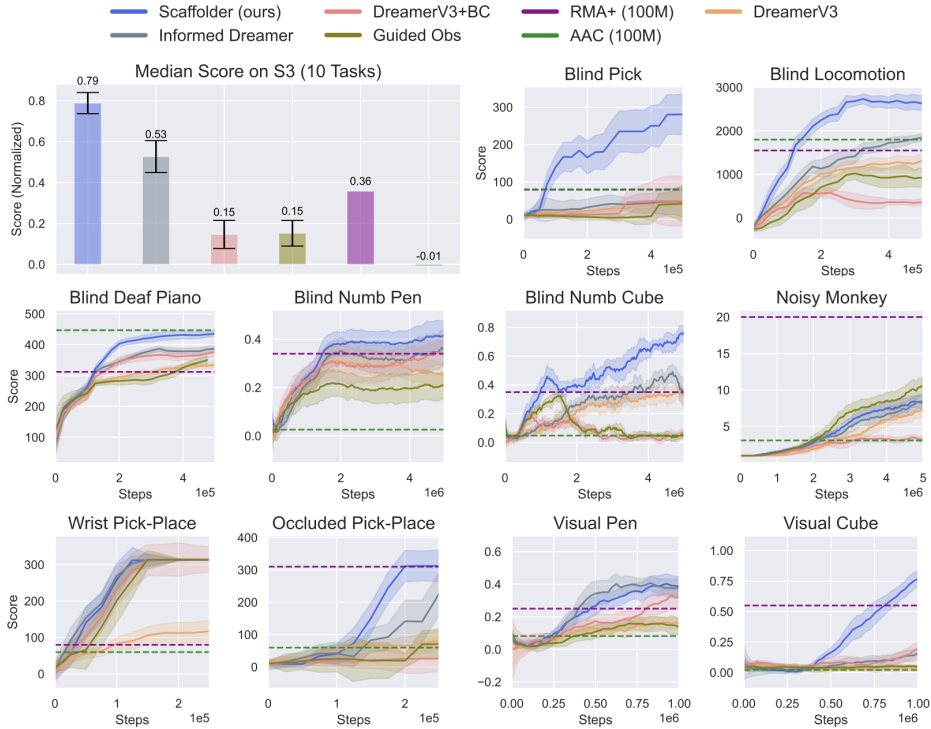 Scaffolder (ours) DreamerV3+BC RMA+ (100M) DreamerV3
Informed Dreamer Guided Obs AAC (100M)
Median Score on S3 (10 Tasks)
Score (Normalized)
0.8
0.6
0.4
0.2
0.0
0.79
0.53
0.15
0.15
0.36
-0.01
Blind Pick
Score
300
200
100
0
0 2 4
Steps 1e5
Blind Locomotion
3000
2000
1000
0
0 2 4
Steps 1e5
Blind Deaf Piano
Score
500
400
300
200
100
0 2 4
Steps 1e5
Blind Numb Pen
0.4
0.2
0.0
0 2 4
Steps 1e6
Blind Numb Cube
0.8
0.6
0.4
0.2
0.0
0 2 4
Steps 1e6
Noisy Monkey
20
15
10
5
0 1 2 3 4 5
Steps 1e6
Wrist Pick-Place
Score
300
200
100
0
0 1 2
Steps 1e5
Occluded Pick-Place
400
300
200
100
0
0 1 2
Steps 1e5
Visual Pen
0.6
0.4
0.2
0.0
−0.2
0.00 0.25 0.50 0.75 1.00
Steps 1e6
Visual Cube
1.00
0.75
0.50
0.25
0.00
0.00 0.25 0.50 0.75 1.00
Steps 1e6